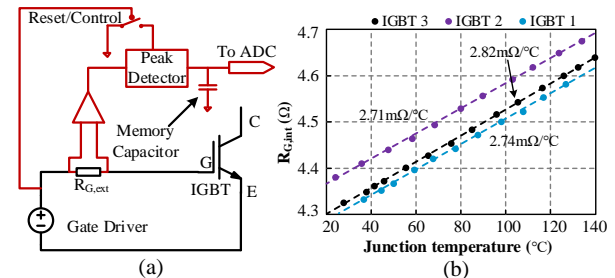 Reset/Control
Peak
Detector
To ADC
Memory
Capacitor
C
G
IGBT
E
R_G,ext
Gate Driver
(a)
IGBT 3
IGBT 2
IGBT 1
4.7
4.6
4.5
4.4
4.3
R_G,int (Ω)
2.82mΩ/°C
2.71mΩ/°C
2.74mΩ/°C
20
40
60
80
100
120
140
Junction temperature (°C)
(b)